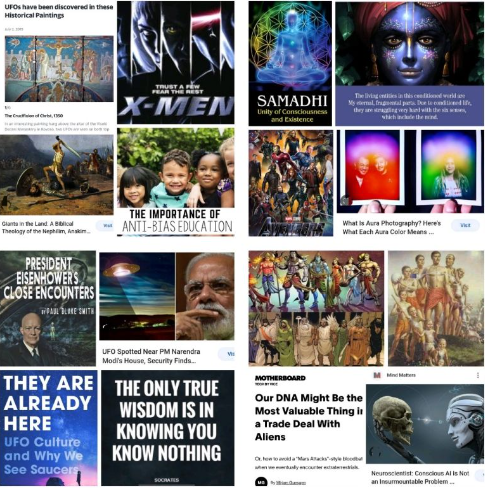 UFOs have been discovered in these
Historical Paintings
The Crucifixion of Christ, 1350
TRUST A FEW
FEAR THE REST
X-MEN
Giants in the Land: A Biblical
Theology of the Nephilim, Anakim...
Visit
THE IMPORTANCE OF
ANTI-BIAS EDUCATION
SAMADHI
Unity of Consciousness
and Existence
The living entities in this conditioned world are
My eternal, fragmental parts. Due to conditioned life,
they are struggling very hard with the six senses,
which include the mind.
What Is Aura Photography? Here's
What Each Aura Color Means ...
Visit
PRESIDENT
EISENHOWER'S
CLOSE ENCOUNTERS
BY PAUL BLAKE SMITH
UFO Spotted Near PM Narendra
Modi's House, Security Finds...
Vis
THEY ARE
ALREADY
HERE
UFO Culture
and Why We
See Saucers
THE ONLY TRUE
WISDOM IS IN
KNOWING YOU
KNOW NOTHING
SOCRATES
MOTHERBOARD
TECH BY VICE
Our DNA Might Be the
Most Valuable Thing i
a Trade Deal With
Aliens
Or, how to avoid a "Mars Attacks"-style bloodbat
when we eventually encounter extraterrestrials.
M Mind Matters
Neuroscientist: Conscious AI Is Not
an Insurmountable Problem ...